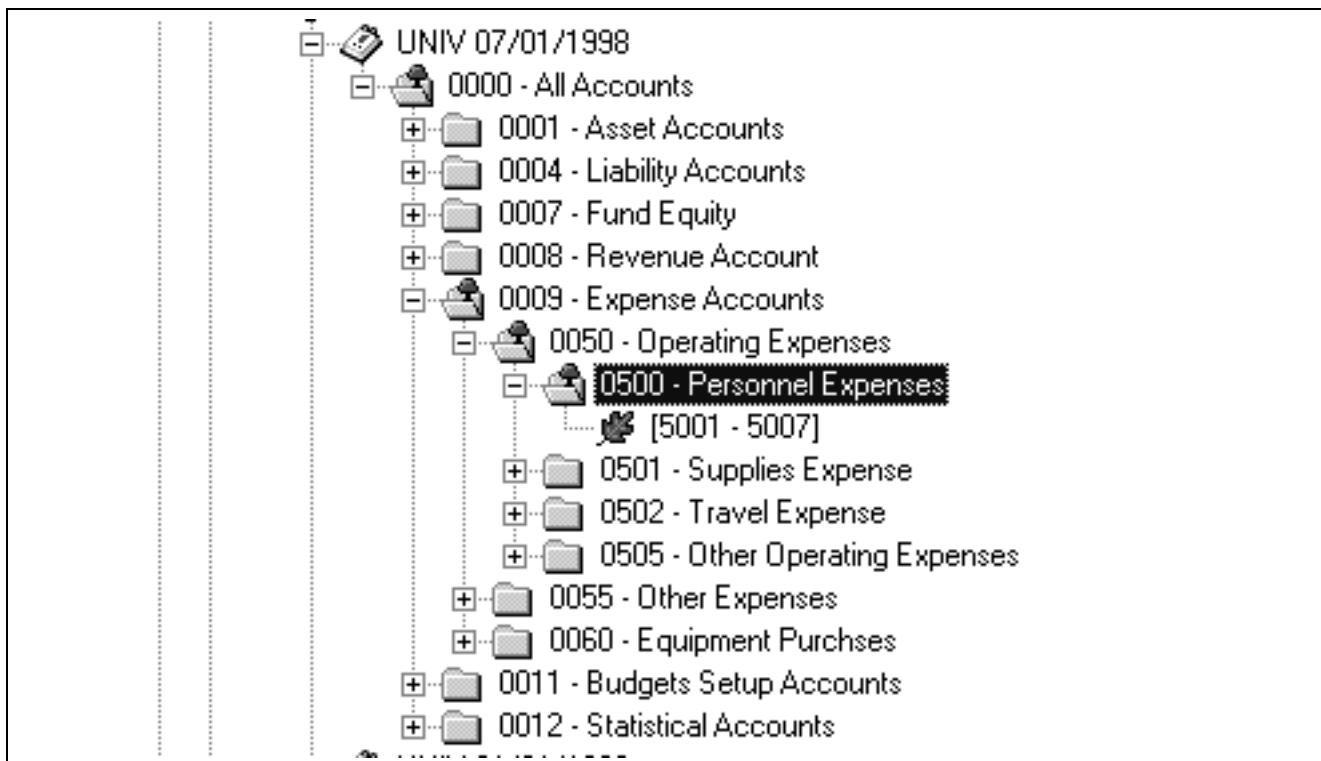 UNIV 07/01/1998
0000 - All Accounts
0001 - Asset Accounts
0004 - Liability Accounts
0007 - Fund Equity
0008 - Revenue Account
0009 - Expense Accounts
0050 - Operating Expenses
0500 - Personnel Expenses
[5001 - 5007]
0501 - Supplies Expense
0502 - Travel Expense
0505 - Other Operating Expenses
0055 - Other Expenses
0060 - Equipment Purchses
0011 - Budgets Setup Accounts
0012 - Statistical Accounts